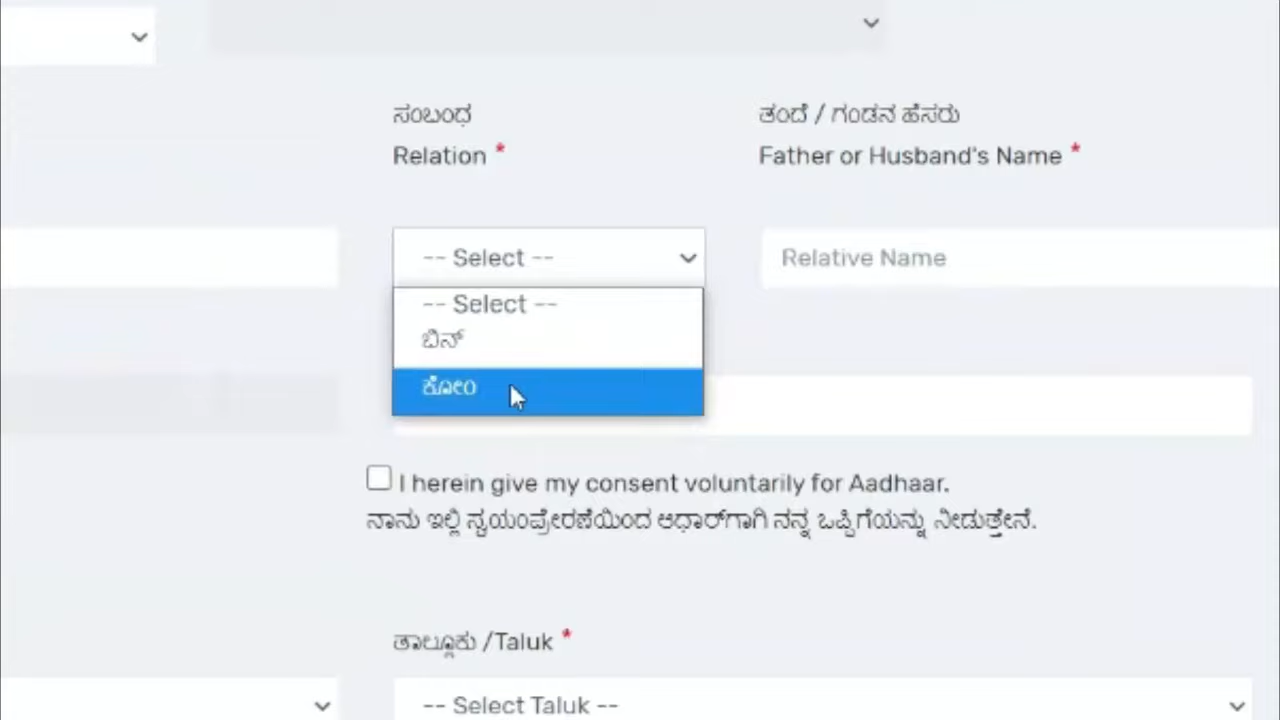 ಸಂಬಂಧ
Relation *
ತಂದೆ / ಗಂಡನ ಹೆಸರು
Father or Husband's Name *
-- Select --
Relative Name
-- Select --
ಬಿನ್
ಕೋಂ
I herein give my consent voluntarily for Aadhaar.
ನಾನು ಇಲ್ಲಿ ಸ್ವಯಂಪ್ರೇರಣೆಯಿಂದ ಆಧಾರ್‌ಗಾಗಿ ನನ್ನ ಒಪ್ಪಿಗೆಯನ್ನು ನೀಡುತ್ತೇನೆ.
ತಾಲ್ಲೂಕು /Taluk *
-- Select Taluk --